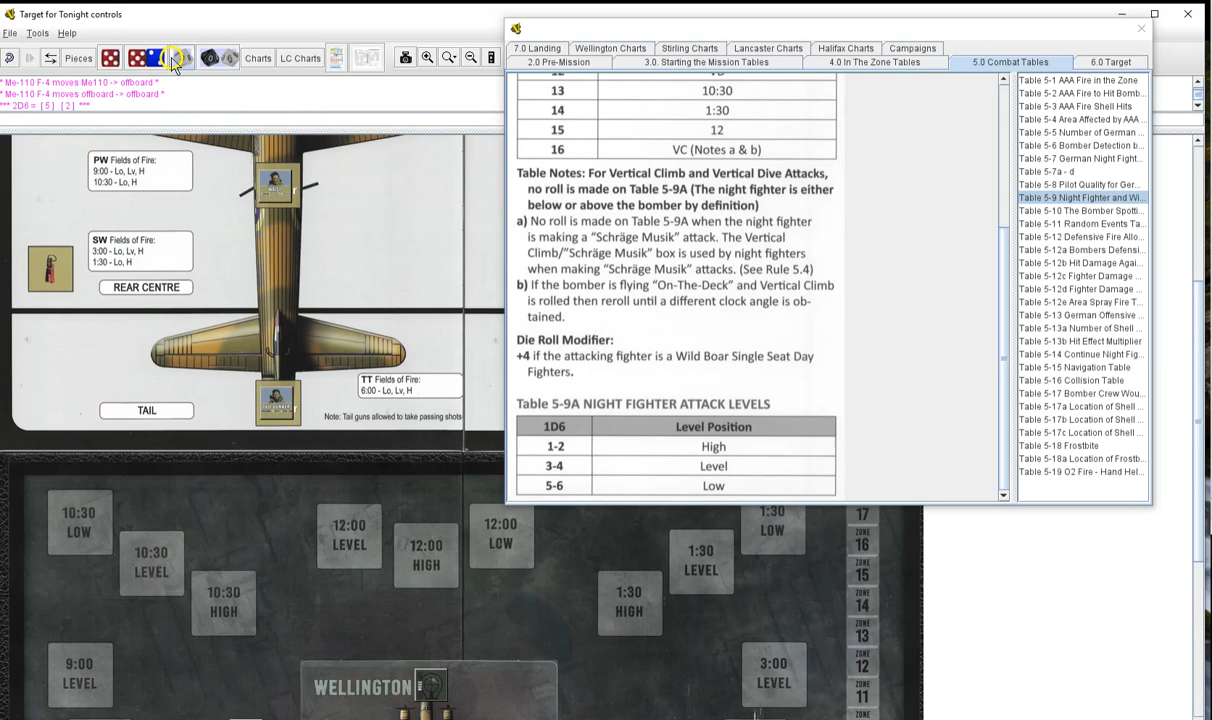 Target for Tonight controls
File Tools Help
Pieces
Charts
LC Charts
* Me-110 F-4 moves Me110 -> offboard *
* Me-110 F-4 moves offboard -> offboard *
*** 2D6 = [5] [2] ***
PW Fields of Fire:
9:00 - Lo, Lv, H
10:30 - Lo, H
WAIST
SW Fields of Fire:
3:00 - Lo, Lv, H
1:30 - Lo, H
REAR CENTRE
TT Fields of Fire:
6:00 - Lo, Lv, H
TAIL
TAIL GUNNER
Note: Tail guns allowed to take passing shots
7.0 Landing
Wellington Charts
Stirling Charts
Lancaster Charts
Halifax Charts
Campaigns
2.0 Pre-Mission
3.0. Starting the Mission Tables
4.0 In The Zone Tables
5.0 Combat Tables
6.0 Target
12 VD
13 10:30
14 1:30
15 12
16 VC (Notes a & b)
Table Notes: For Vertical Climb and Vertical Dive Attacks,
no roll is made on Table 5-9A (The night fighter is either
below or above the bomber by definition)
a) No roll is made on Table 5-9A when the night fighter
is making a “Schräge Musik” attack. The Vertical
Climb/”Schräge Musik” box is used by night fighters
when making “Schräge Musik” attacks. (See Rule 5.4)
b) If the bomber is flying “On-The-Deck” and Vertical Climb
is rolled then reroll until a different clock angle is ob-
tained.
Die Roll Modifier:
+4 if the attacking fighter is a Wild Boar Single Seat Day
Fighters.
Table 5-9A NIGHT FIGHTER ATTACK LEVELS
1D6 Level Position
1-2 High
3-4 Level
5-6 Low
Table 5-1 AAA Fire in the Zone
Table 5-2 AAA Fire to Hit Bomb...
Table 5-3 AAA Fire Shell Hits
Table 5-4 Area Affected by AAA ...
Table 5-5 Number of German ...
Table 5-6 Bomber Detection b...
Table 5-7 German Night Fight...
Table 5-7a - d
Table 5-8 Pilot Quality for Ger...
Table 5-9 Night Fighter and Wi...
Table 5-10 The Bomber Spotti...
Table 5-11 Random Events Ta...
Table 5-12 Defensive Fire Allo...
Table 5-12a Bombers Defensi...
Table 5-12b Hit Damage Agai...
Table 5-12c Fighter Damage ...
Table 5-12d Fighter Damage ...
Table 5-12e Area Spray Fire T...
Table 5-13 German Offensive ...
Table 5-13a Number of Shell ...
Table 5-13b Hit Effect Multiplier
Table 5-14 Continue Night Fig...
Table 5-15 Navigation Table
Table 5-16 Collision Table
Table 5-17 Bomber Crew Wou...
Table 5-17a Location of Shell ...
Table 5-17b Location of Shell ...
Table 5-17c Location of Shell ...
Table 5-18 Frostbite
Table 5-18a Location of Frostb...
Table 5-19 O2 Fire - Hand Hel...
10:30
LOW
10:30
LEVEL
10:30
HIGH
12:00
LEVEL
12:00
HIGH
12:00
LOW
1:30
LOW
1:30
LEVEL
1:30
HIGH
9:00
LEVEL
3:00
LEVEL
WELLINGTON
17
ZONE
16
ZONE
15
ZONE
14
ZONE
13
ZONE
12
ZONE
11
ZONE